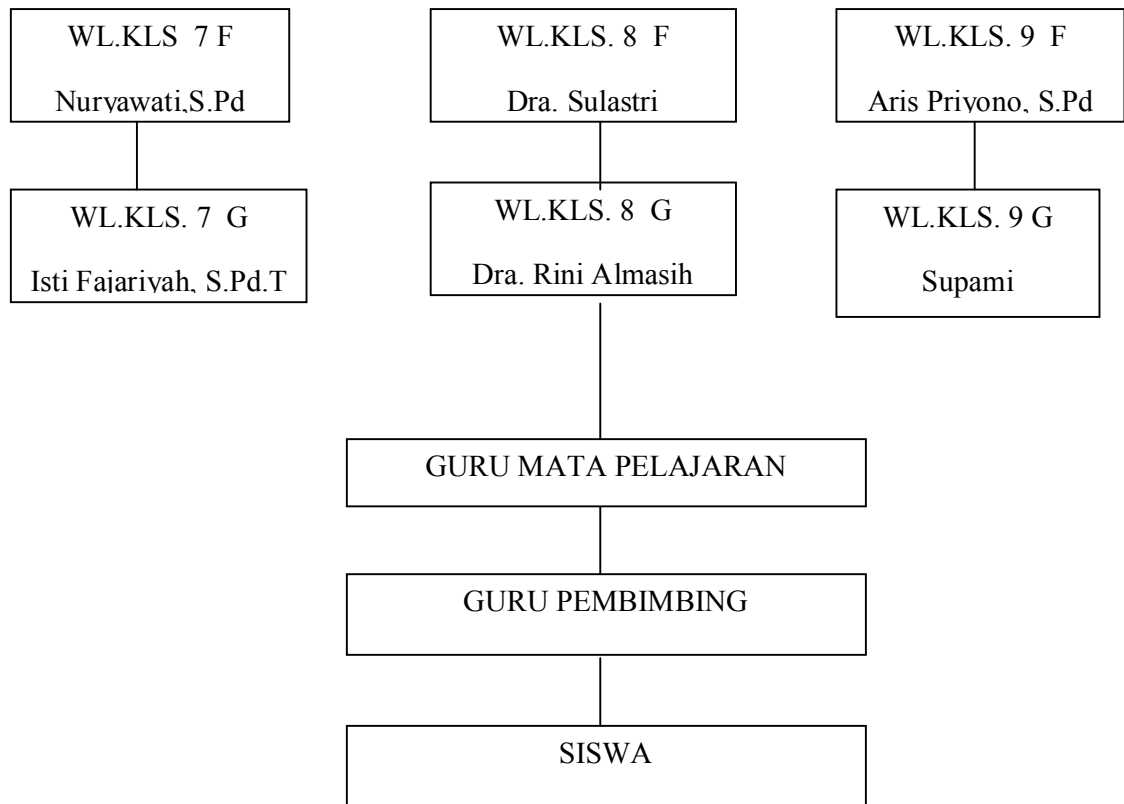 WL.KLS 7 F
Nuryawati,S.Pd
WL.KLS. 8 F
Dra. Sulastri
WL.KLS. 9 F
Aris Priyono, S.Pd
WL.KLS. 7 G
Isti Fajariyah, S.Pd.T
WL.KLS. 8 G
Dra. Rini Almasih
WL.KLS. 9 G
Supami
GURU MATA PELAJARAN
GURU PEMBIMBING
SISWA